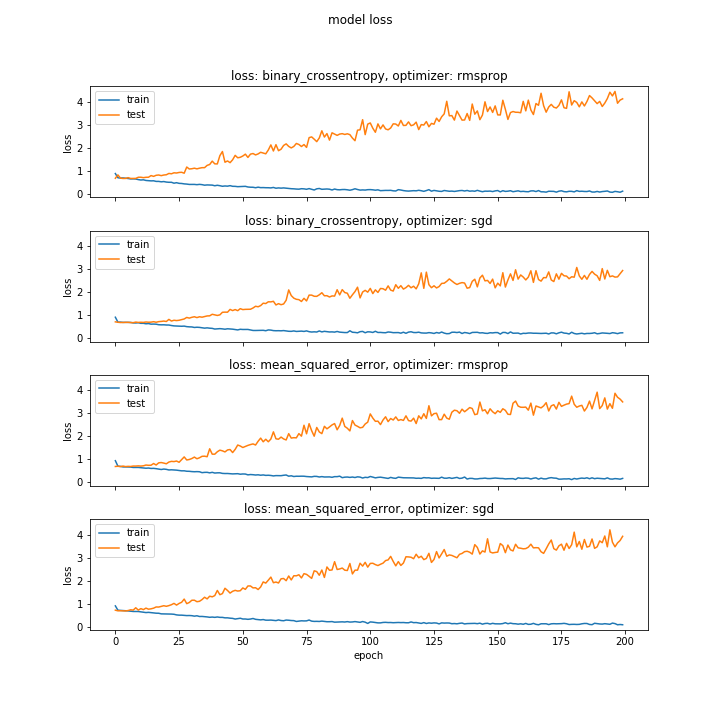 model loss
loss: binary_crossentropy, optimizer: rmsprop
train
test
loss
4
3
2
1
0
loss: binary_crossentropy, optimizer: sgd
train
test
loss
4
3
2
1
0
loss: mean_squared_error, optimizer: rmsprop
train
test
loss
4
3
2
1
0
loss: mean_squared_error, optimizer: sgd
train
test
loss
4
3
2
1
0
0 25 50 75 100 125 150 175 200
epoch